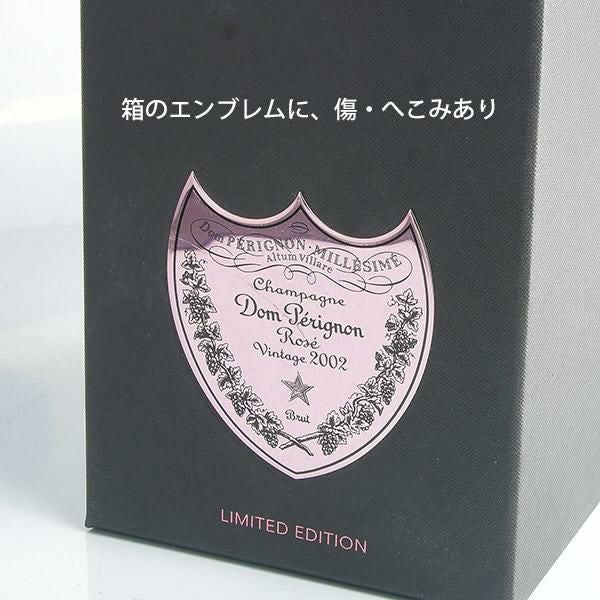 箱のエンブレムに、傷・へこみあり
Dom PÉRIGNON・MILLÉSIMÉ
Altum Villare
Champagne
Dom Pérignon
Rosé
Vintage 2002
Brut
LIMITED EDITION